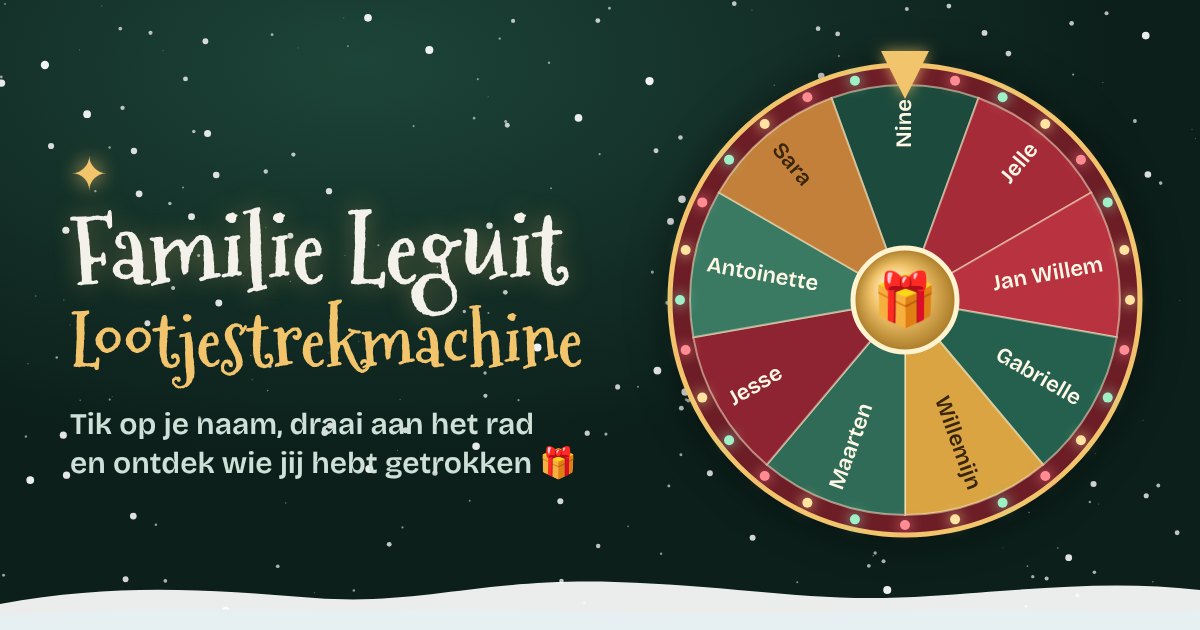 Familie Leguit
Lootjestrekmachine
Tik op je naam, draai aan het rad
en ontdek wie jij hebt getrokken
Nine
Jelle
Jan Willem
Gabrielle
Willemijn
Maarten
Jesse
Antoinette
Sara